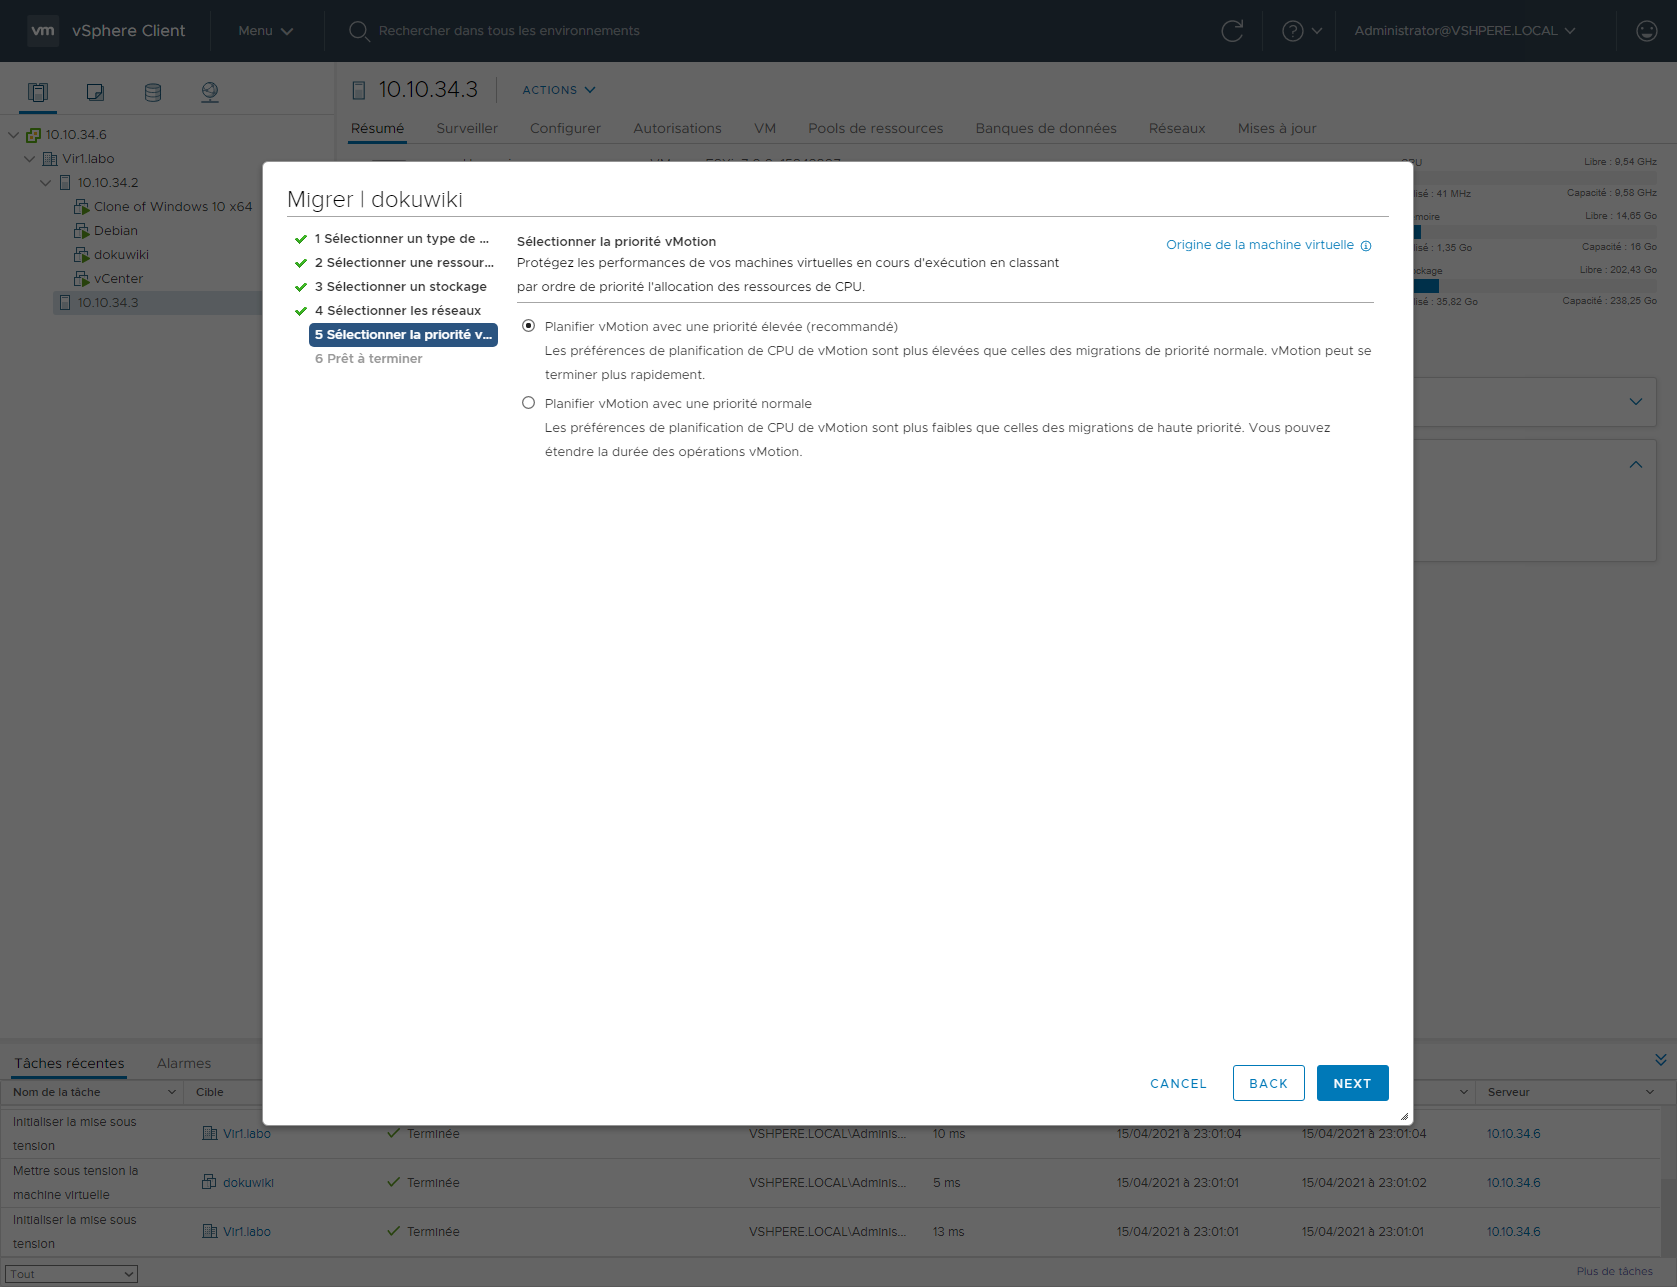 vm vSphere Client Menu Rechercher dans tous les environnements Administrator@VSHPERE.LOCAL
10.10.34.3 ACTIONS
Résumé Surveiller Configurer Autorisations VM Pools de ressources Banques de données Réseaux Mises à jour
10.10.34.6
Vir1.labo
10.10.34.2
Clone of Windows 10 x64
Debian
dokuwiki
vCenter
10.10.34.3
Libre : 9,54 GHz
41 MHz Capacité : 9,58 GHz
Libre : 14,65 Go
1,35 Go Capacité : 16 Go
Libre : 202,43 Go
35,82 Go Capacité : 238,25 Go
Migrer | dokuwiki
1 Sélectionner un type de ...
2 Sélectionner une ressour...
3 Sélectionner un stockage
4 Sélectionner les réseaux
5 Sélectionner la priorité v...
6 Prêt à terminer
Sélectionner la priorité vMotion
Origine de la machine virtuelle
Protégez les performances de vos machines virtuelles en cours d'exécution en classant
par ordre de priorité l'allocation des ressources de CPU.
Planifier vMotion avec une priorité élevée (recommandé)
Les préférences de planification de CPU de vMotion sont plus élevées que celles des migrations de priorité normale. vMotion peut se
terminer plus rapidement.
Planifier vMotion avec une priorité normale
Les préférences de planification de CPU de vMotion sont plus faibles que celles des migrations de haute priorité. Vous pouvez
étendre la durée des opérations vMotion.
CANCEL BACK NEXT
Tâches récentes Alarmes
Nom de la tâche Cible Serveur
Initialiser la mise sous
tension
Vir1.labo Terminée VSHPERE.LOCAL\Adminis... 10 ms 15/04/2021 à 23:01:04 15/04/2021 à 23:01:04 10.10.34.6
Mettre sous tension la
machine virtuelle
dokuwiki Terminée VSHPERE.LOCAL\Adminis... 5 ms 15/04/2021 à 23:01:01 15/04/2021 à 23:01:02 10.10.34.6
Initialiser la mise sous
tension
Vir1.labo Terminée VSHPERE.LOCAL\Adminis... 13 ms 15/04/2021 à 23:01:01 15/04/2021 à 23:01:01 10.10.34.6
Tout Plus de tâches